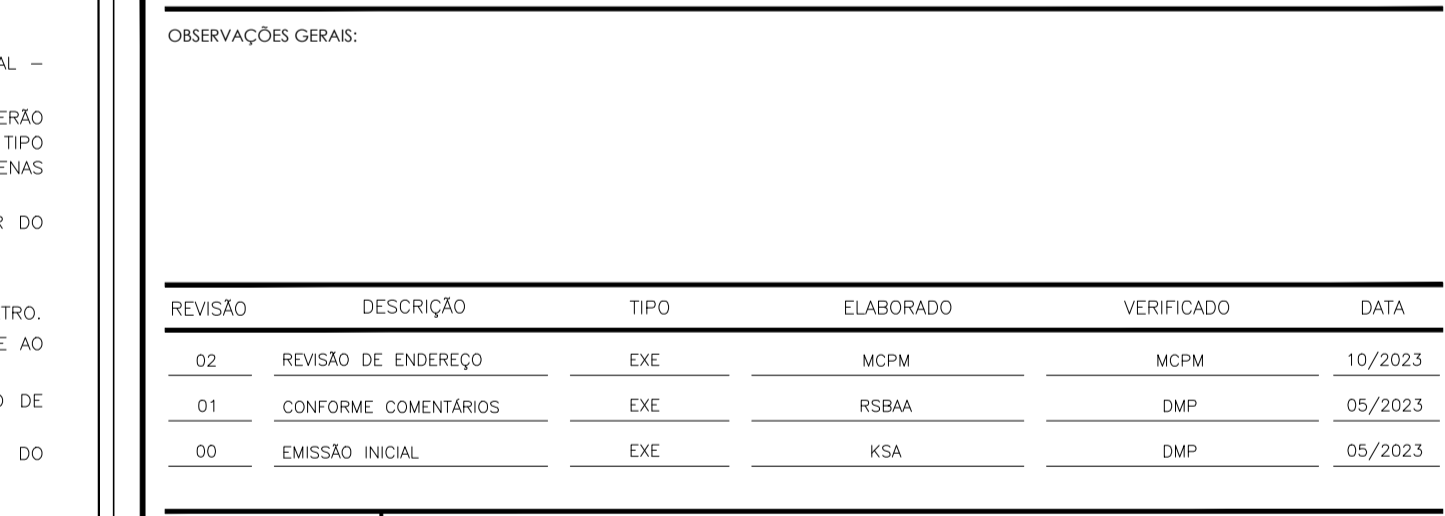 AL –
ERÃO
TIPO
ENAS
R DO
TRO.
E AO
O DE
DO
OBSERVAÇÕES GERAIS:
REVISÃO DESCRIÇÃO TIPO ELABORADO VERIFICADO DATA
02 REVISÃO DE ENDEREÇO EXE MCPM MCPM 10/2023
01 CONFORME COMENTÁRIOS EXE RSBAA DMP 05/2023
00 EMISSÃO INICIAL EXE KSA DMP 05/2023